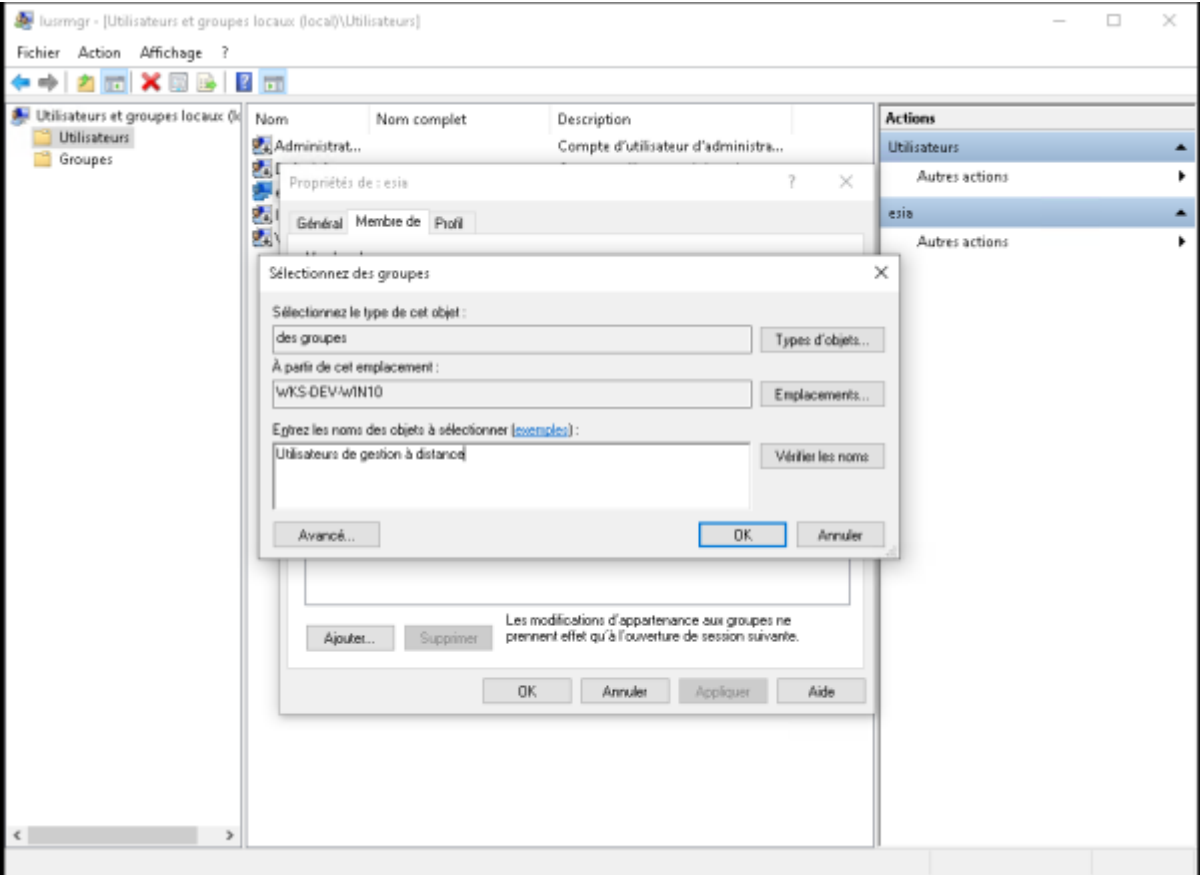 lusrmgr - [Utilisateurs et groupes locaux (local)\Utilisateurs]
Fichier Action Affichage ?
Utilisateurs et groupes locaux (l
Utilisateurs
Groupes
Nom Nom complet Description
Administrat... Compte d'utilisateur d'administra...
Actions
Utilisateurs
Autres actions
esia
Autres actions
Propriétés de : esia
Général Membre de Profil
Sélectionnez des groupes
Sélectionnez le type de cet objet :
des groupes
Types d'objets...
À partir de cet emplacement :
WKS-DEV-WIN10
Emplacements...
Entrez les noms des objets à sélectionner (exemples) :
Utilisateurs de gestion à distance
Vérifier les noms
Avancé... OK Annuler
Ajouter... Supprimer
Les modifications d'appartenance aux groupes ne
prennent effet qu'à l'ouverture de session suivante.
OK Annuler Appliquer Aide